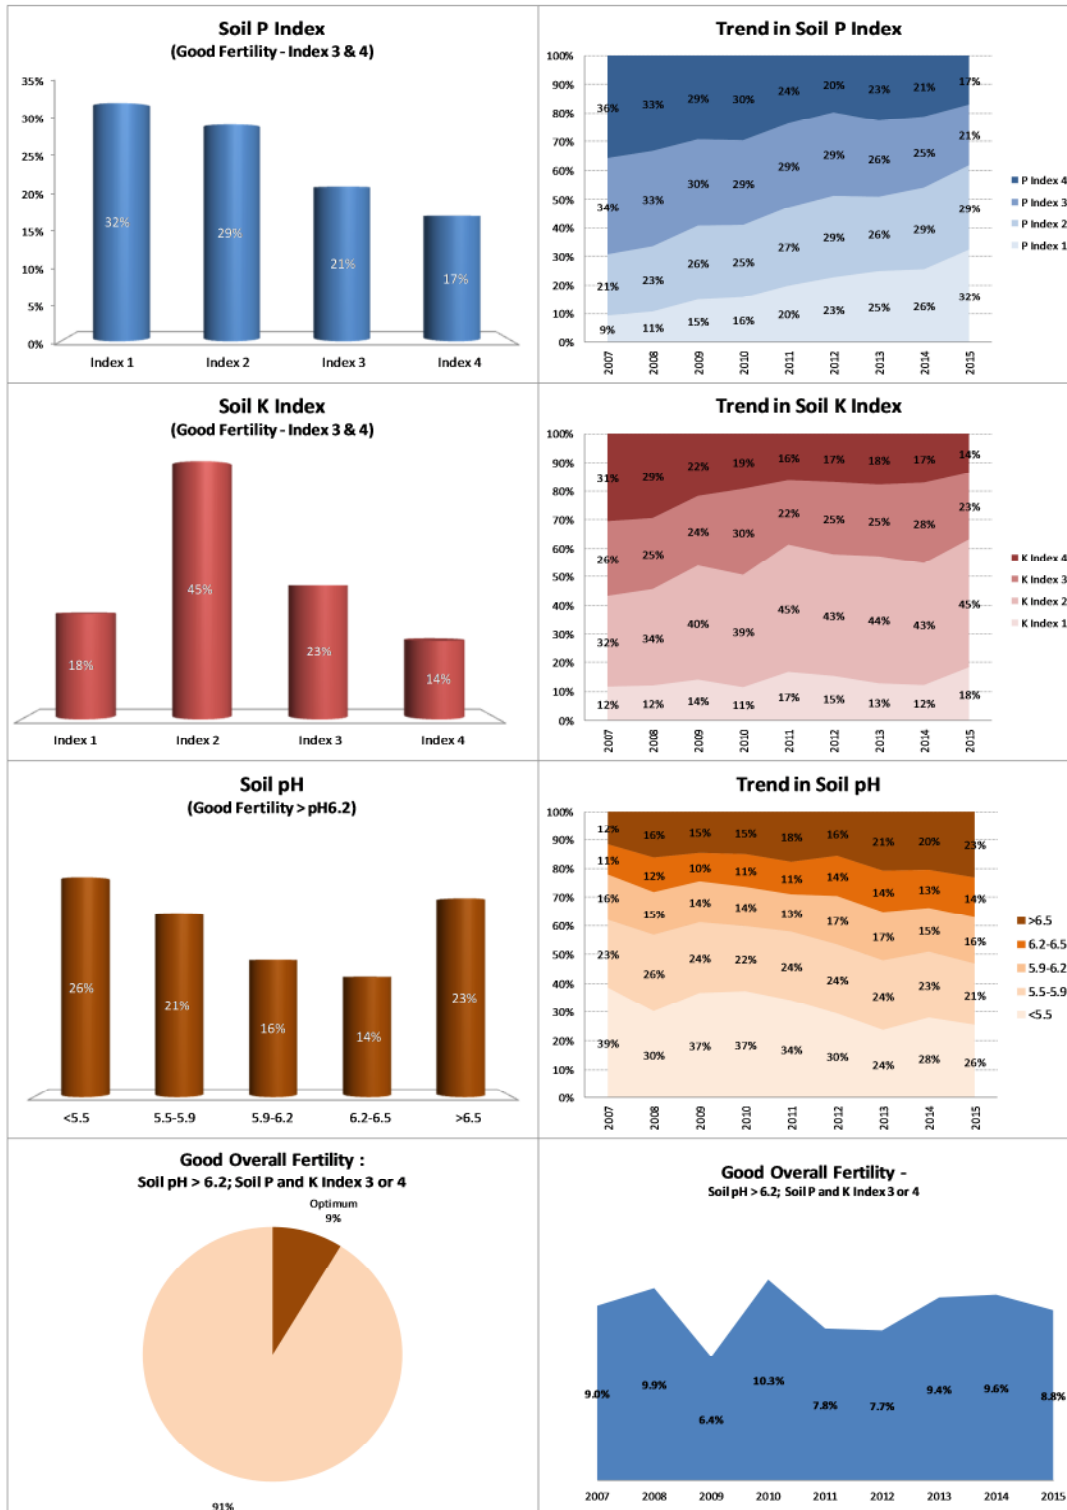 Soil P Index
(Good Fertility - Index 3 & 4)
35%
30%
25%
20%
15%
10%
5%
0%
32%
29%
21%
17%
Index 1 Index 2 Index 3 Index 4
Trend in Soil P Index
100%
90%
80%
70%
60%
50%
40%
30%
20%
10%
0%
36% 33% 29% 30% 24% 20% 23% 21% 17%
34% 33% 30% 29% 29% 29% 26% 25% 21%
21% 23% 26% 25% 27% 29% 26% 29% 29%
9% 11% 15% 16% 20% 23% 25% 26% 32%
2007 2008 2009 2010 2011 2012 2013 2014 2015
P Index 4
P Index 3
P Index 2
P Index 1
Soil K Index
(Good Fertility - Index 3 & 4)
18%
45%
23%
14%
Index 1 Index 2 Index 3 Index 4
Trend in Soil K Index
100%
90%
80%
70%
60%
50%
40%
30%
20%
10%
0%
31% 29% 22% 19% 16% 17% 18% 17% 14%
26% 25% 24% 30% 22% 25% 25% 28% 23%
32% 34% 40% 39% 45% 43% 44% 43% 45%
12% 12% 14% 11% 17% 15% 13% 12% 18%
2007 2008 2009 2010 2011 2012 2013 2014 2015
K Index 4
K Index 3
K Index 2
K Index 1
Soil pH
(Good Fertility > pH6.2)
26%
21%
16%
14%
23%
<5.5 5.5-5.9 5.9-6.2 6.2-6.5 >6.5
Trend in Soil pH
100%
90%
80%
70%
60%
50%
40%
30%
20%
10%
0%
12% 16% 15% 15% 18% 16% 21% 20% 23%
11% 12% 10% 11% 11% 14% 14% 13% 14%
16% 15% 14% 14% 13% 17% 17% 15% 16%
23% 26% 24% 22% 24% 24% 24% 23% 21%
39% 30% 37% 37% 34% 30% 24% 28% 26%
2007 2008 2009 2010 2011 2012 2013 2014 2015
>6.5
6.2-6.5
5.9-6.2
5.5-5.9
<5.5
Good Overall Fertility :
Soil pH > 6.2; Soil P and K Index 3 or 4
Optimum
9%
91%
Good Overall Fertility -
Soil pH > 6.2; Soil P and K Index 3 or 4
9.0% 9.9% 6.4% 10.3% 7.8% 7.7% 9.4% 9.6% 8.8%
2007 2008 2009 2010 2011 2012 2013 2014 2015